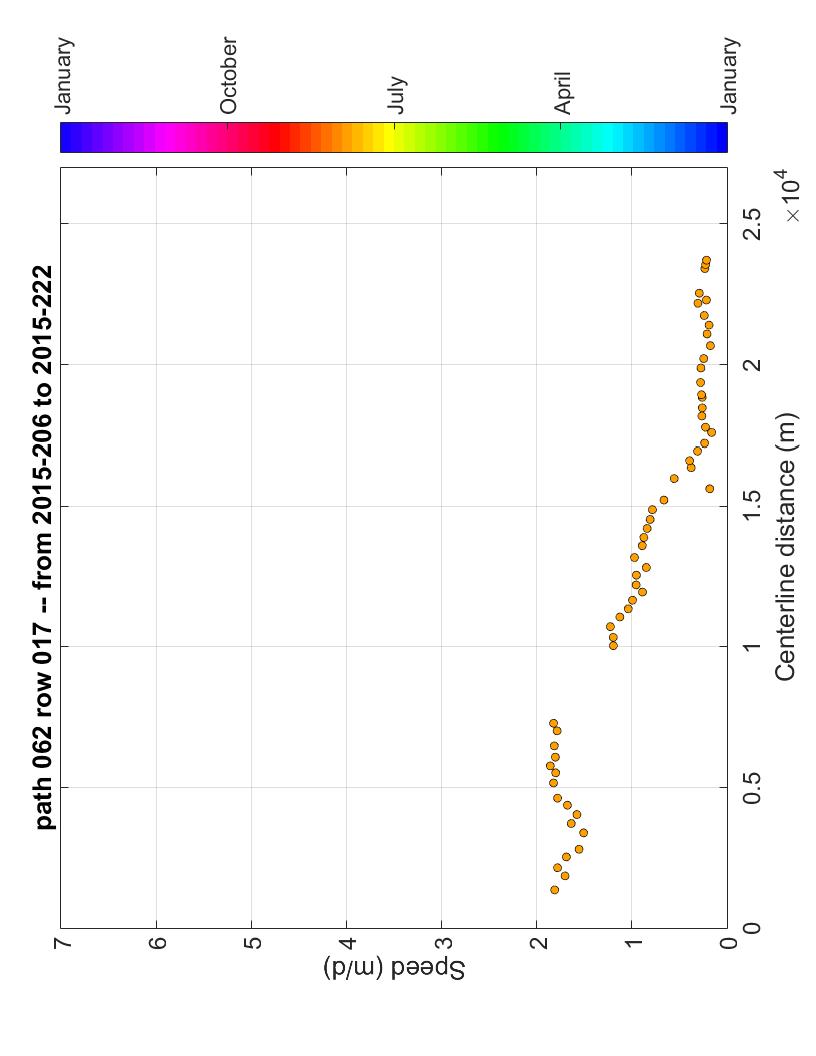 path 062 row 017 -- from 2015-206 to 2015-222
Speed (m/d)
7
6
5
4
3
2
1
0
0
0.5
1
1.5
2
2.5
×10⁴
Centerline distance (m)
January
October
July
April
January